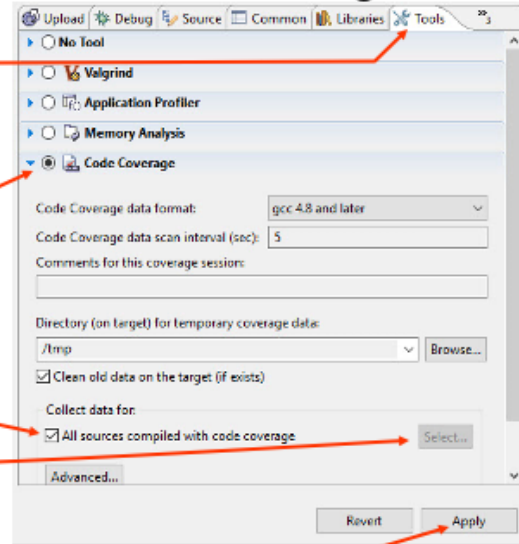 Upload Debug Source Common Libraries Tools »3
No Tool
Valgrind
Application Profiler
Memory Analysis
Code Coverage
Code Coverage data format: gcc 4.8 and later
Code Coverage data scan interval (sec): 5
Comments for this coverage session:
Directory (on target) for temporary coverage data:
/tmp Browse...
Clean old data on the target (if exists)
Collect data for:
All sources compiled with code coverage Select...
Advanced...
Revert Apply